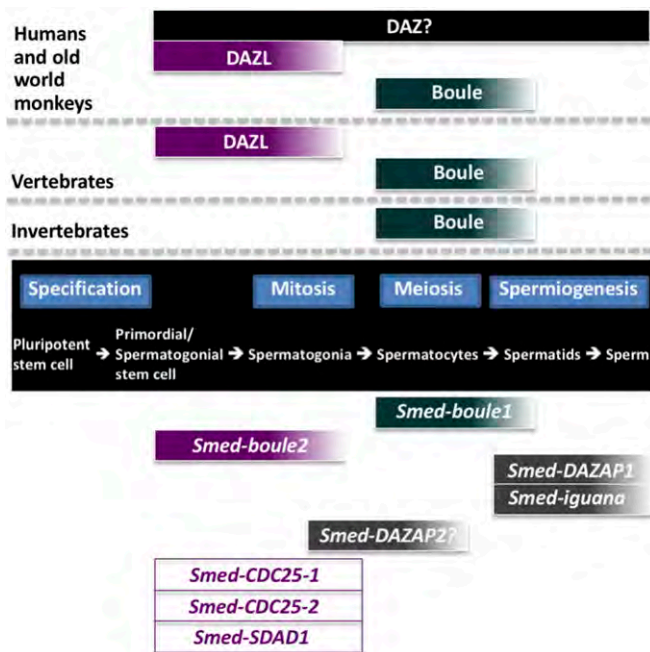 Humans
and old
world
monkeys
DAZ?
DAZL
Boule
DAZL
Vertebrates
Boule
Invertebrates
Boule
Specification
Mitosis
Meiosis
Spermiogenesis
Pluripotent
stem cell
→
Primordial/
Spermatogonial
stem cell
→ Spermatogonia → Spermatocytes → Spermatids → Sperm
Smed-boule1
Smed-boule2
Smed-DAZAP1
Smed-iguana
Smed-DAZAP2?
Smed-CDC25-1
Smed-CDC25-2
Smed-SDAD1